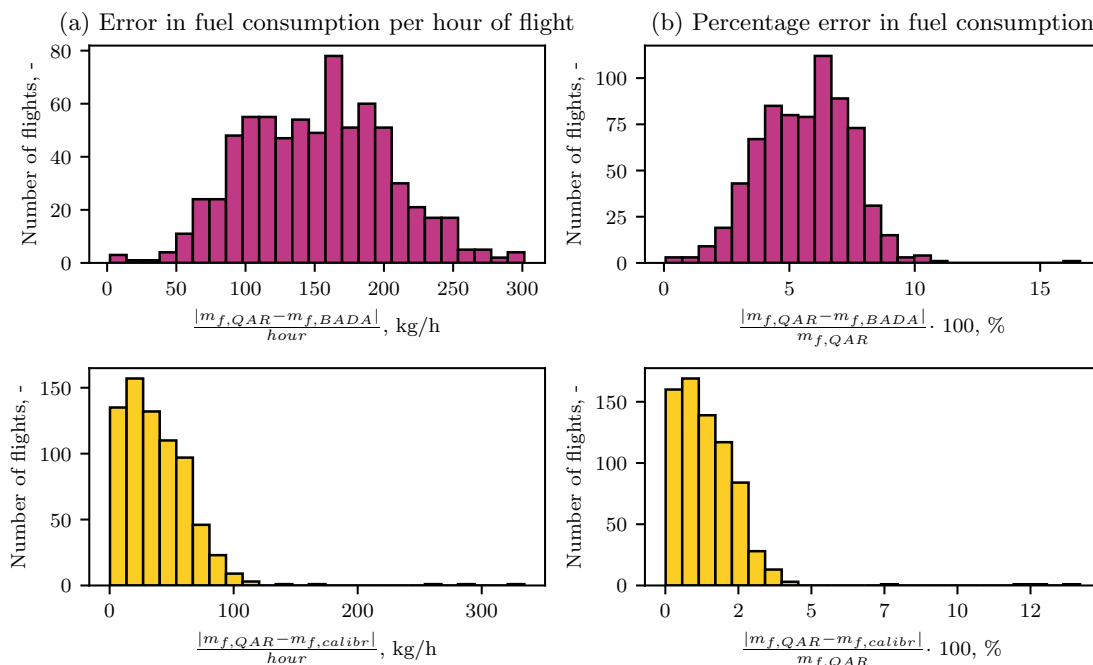 (a) Error in fuel consumption per hour of flight
(b) Percentage error in fuel consumption
Number of flights, -
80
60
40
20
0
0 50 100 150 200 250 300
|m_{f,QAR}−m_{f,BADA}|
hour
, kg/h
Number of flights, -
100
75
50
25
0
0 5 10 15
|m_{f,QAR}−m_{f,BADA}|
m_{f,QAR}
· 100, %
Number of flights, -
150
100
50
0
0 100 200 300
|m_{f,QAR}−m_{f,calibr}|
hour
, kg/h
Number of flights, -
150
100
50
0
0 2 5 7 10 12
|m_{f,QAR}−m_{f,calibr}|
m_{f,QAR}
· 100, %